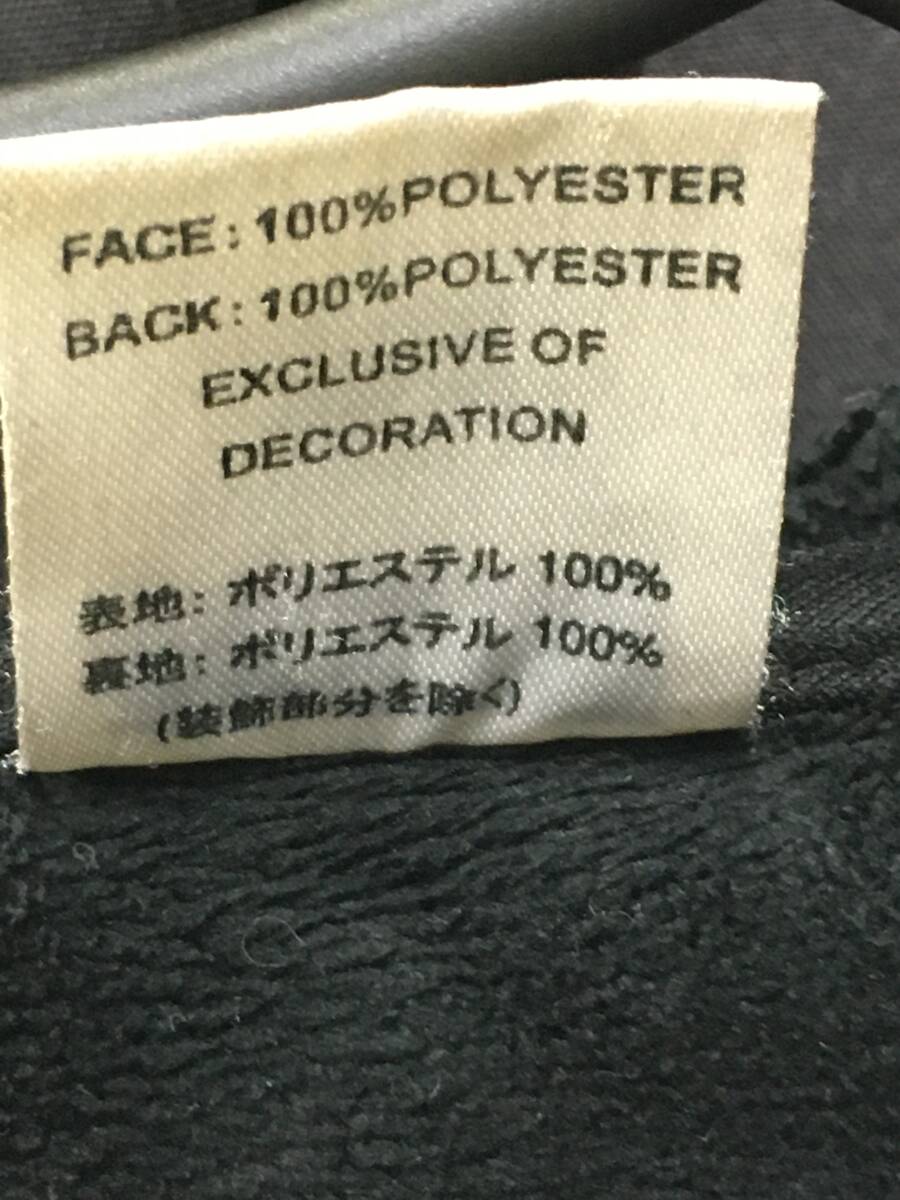 FACE: 100%POLYESTER
BACK: 100%POLYESTER
EXCLUSIVE OF
DECORATION
表地: ポリエステル 100%
裏地: ポリエステル 100%
(装飾部分を除く)